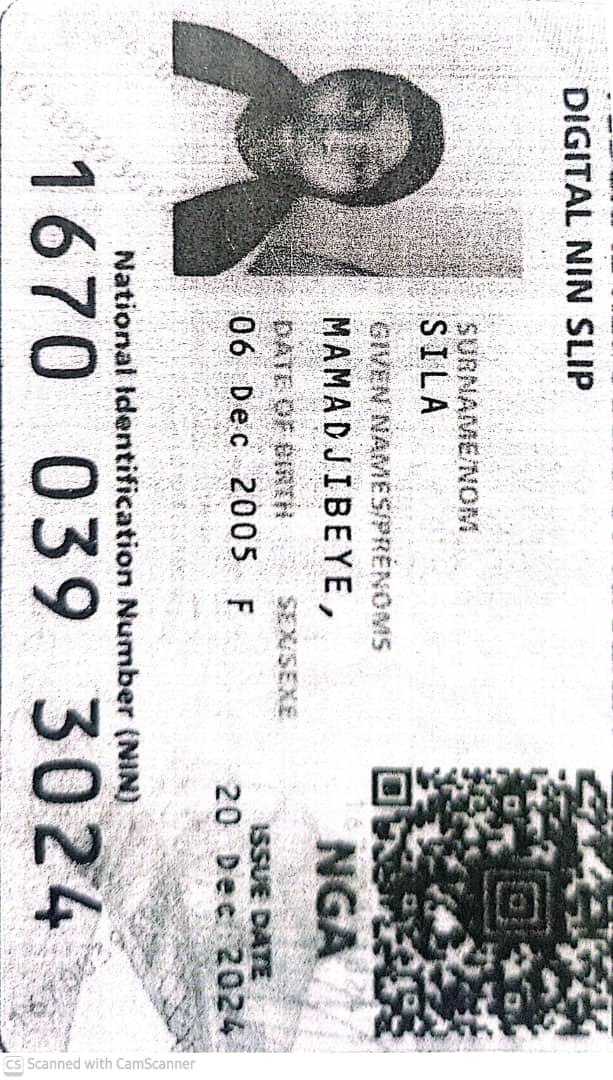 DIGITAL NIN SLIP
SURNAME/NOM
SILA
GIVEN NAMES/PRÉNOMS
MAMADJIBEYE,
DATE OF BIRTH SEX/SEXE
06 Dec 2005 F
NGA
ISSUE DATE
20 Dec 2024
National Identification Number (NIN)
1670 039 3024
CS Scanned with CamScanner